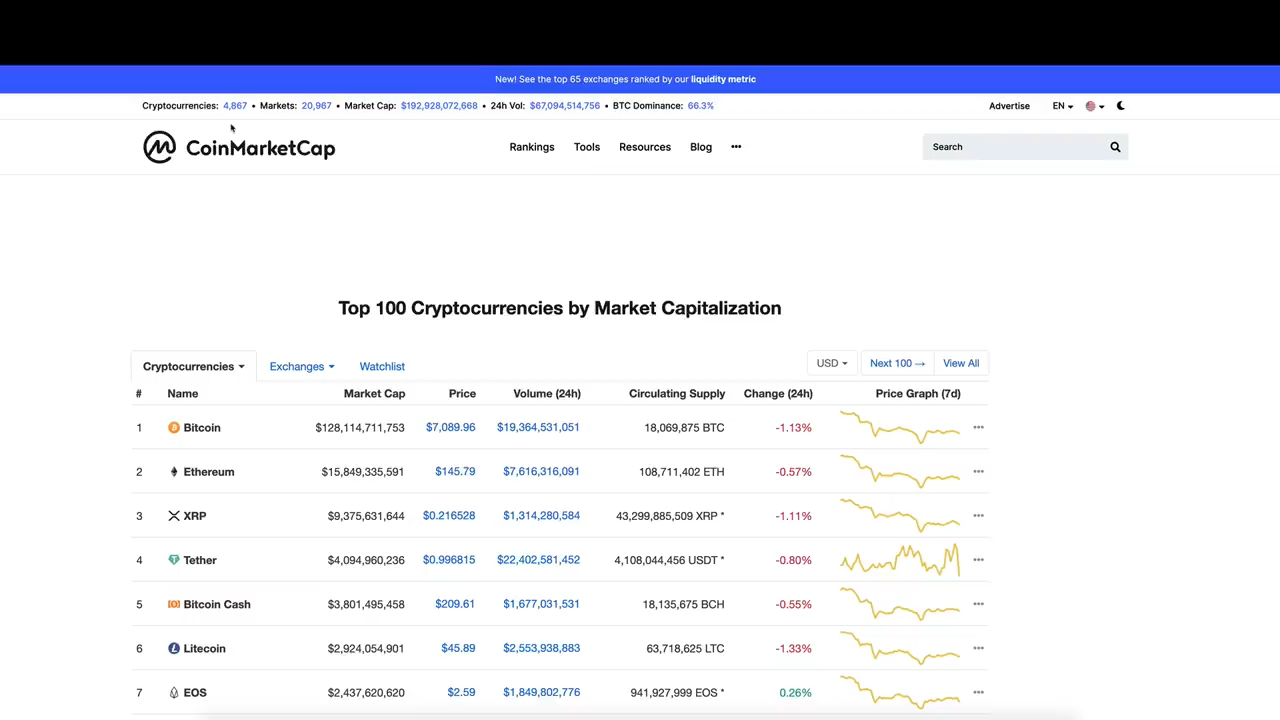 New! See the top 65 exchanges ranked by our liquidity metric
Cryptocurrencies: 4,867 • Markets: 20,967 • Market Cap: $192,928,072,668 • 24h Vol: $67,094,514,756 • BTC Dominance: 66.3% Advertise EN
CoinMarketCap Rankings Tools Resources Blog ••• Search
Top 100 Cryptocurrencies by Market Capitalization
Cryptocurrencies Exchanges Watchlist USD Next 100 → View All
# Name Market Cap Price Volume (24h) Circulating Supply Change (24h) Price Graph (7d)
1 Bitcoin $128,114,711,753 $7,089.96 $19,364,531,051 18,069,875 BTC -1.13% •••
2 Ethereum $15,849,335,591 $145.79 $7,616,316,091 108,711,402 ETH -0.57% •••
3 XRP $9,375,631,644 $0.216528 $1,314,280,584 43,299,885,509 XRP * -1.11% •••
4 Tether $4,094,960,236 $0.996815 $22,402,581,452 4,108,044,456 USDT * -0.80% •••
5 Bitcoin Cash $3,801,495,458 $209.61 $1,677,031,531 18,135,675 BCH -0.55% •••
6 Litecoin $2,924,054,901 $45.89 $2,553,938,883 63,718,625 LTC -1.33% •••
7 EOS $2,437,620,620 $2.59 $1,849,802,776 941,927,999 EOS * 0.26% •••